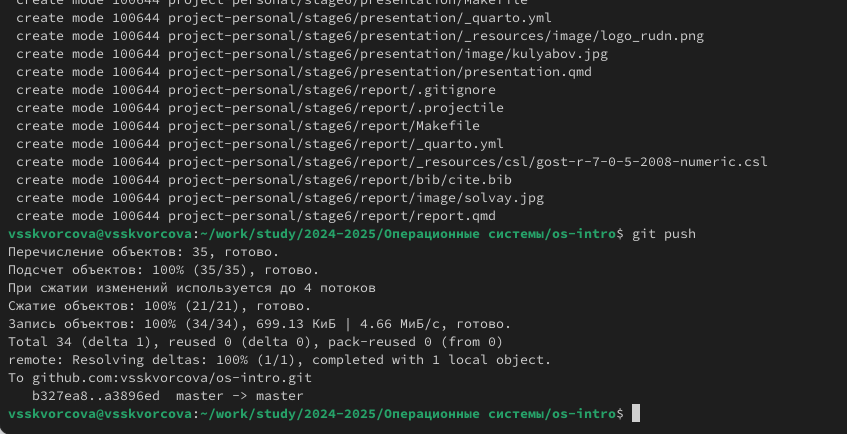 create mode 100644 project-personal/stage6/presentation/Makefile
create mode 100644 project-personal/stage6/presentation/_quarto.yml
create mode 100644 project-personal/stage6/presentation/_resources/image/logo_rudn.png
create mode 100644 project-personal/stage6/presentation/image/kulyabov.jpg
create mode 100644 project-personal/stage6/presentation/presentation.qmd
create mode 100644 project-personal/stage6/report/.gitignore
create mode 100644 project-personal/stage6/report/.projectile
create mode 100644 project-personal/stage6/report/Makefile
create mode 100644 project-personal/stage6/report/_quarto.yml
create mode 100644 project-personal/stage6/report/_resources/csl/gost-r-7-0-5-2008-numeric.csl
create mode 100644 project-personal/stage6/report/bib/cite.bib
create mode 100644 project-personal/stage6/report/image/solvay.jpg
create mode 100644 project-personal/stage6/report/report.qmd
vsskvorcova@vsskvorcova:~/work/study/2024-2025/Операционные системы/os-intro$ git push
Перечисление объектов: 35, готово.
Подсчет объектов: 100% (35/35), готово.
При сжатии изменений используется до 4 потоков
Сжатие объектов: 100% (21/21), готово.
Запись объектов: 100% (34/34), 699.13 КиБ | 4.66 МиБ/с, готово.
Total 34 (delta 1), reused 0 (delta 0), pack-reused 0 (from 0)
remote: Resolving deltas: 100% (1/1), completed with 1 local object.
To github.com:vsskvorcova/os-intro.git
b327ea8..a3896ed  master -> master
vsskvorcova@vsskvorcova:~/work/study/2024-2025/Операционные системы/os-intro$